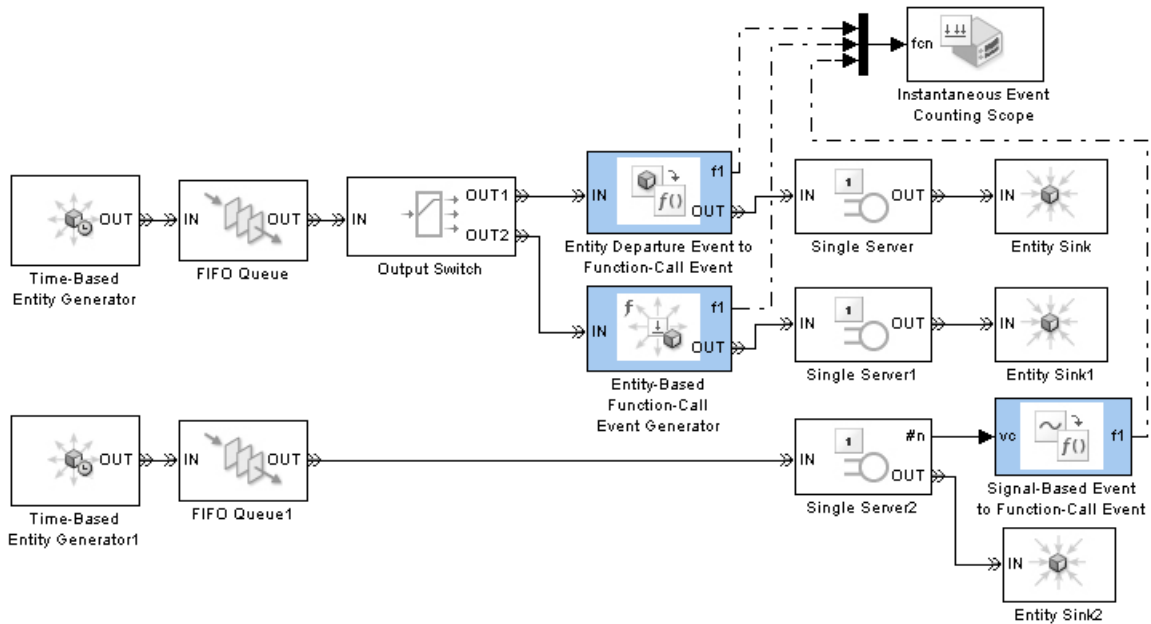 fcn
Instantaneous Event
Counting Scope
OUT
Time-Based
Entity Generator
IN
OUT
FIFO Queue
IN
OUT1
OUT2
Output Switch
IN
f1
OUT
f()
Entity Departure Event to
Function-Call Event
IN
1
OUT
Single Server
IN
Entity Sink
IN
f
f1
OUT
Entity-Based
Function-Call
Event Generator
IN
1
OUT
Single Server1
IN
Entity Sink1
OUT
Time-Based
Entity Generator1
IN
OUT
FIFO Queue1
IN
1
#n
OUT
Single Server2
vc
f()
f1
Signal-Based Event
to Function-Call Event
IN
Entity Sink2